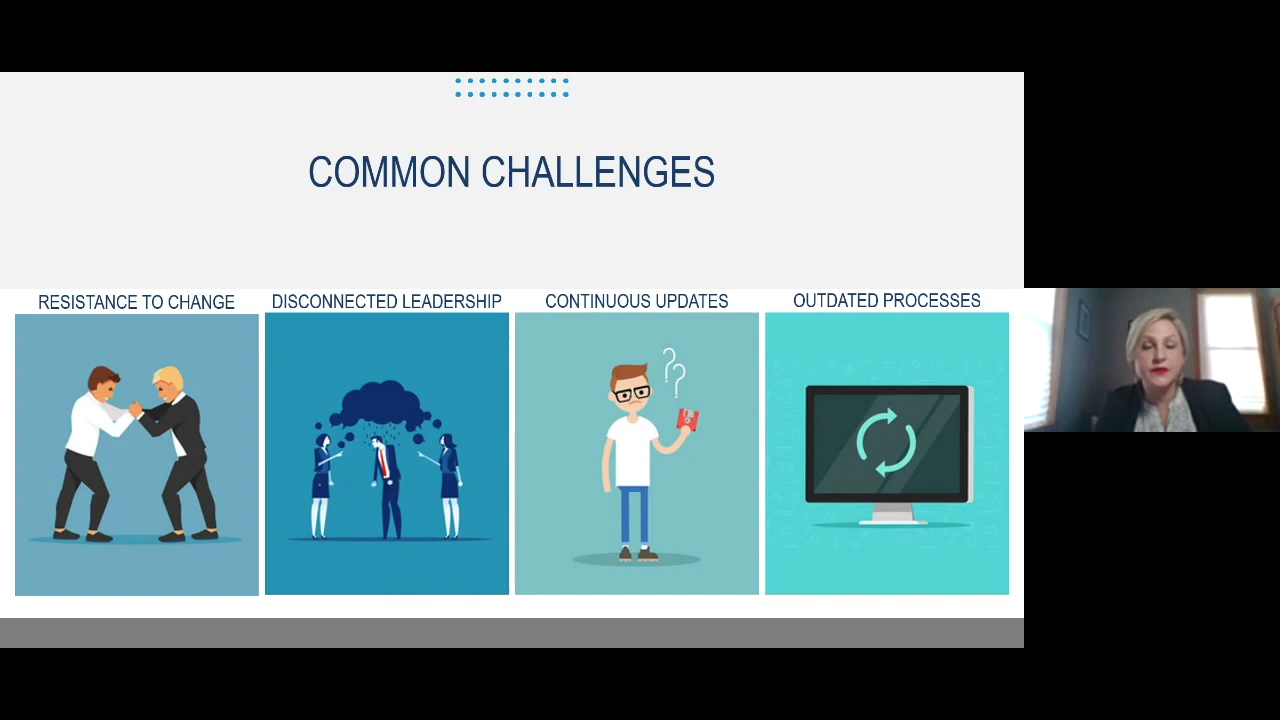 COMMON CHALLENGES
RESISTANCE TO CHANGE
DISCONNECTED LEADERSHIP
CONTINUOUS UPDATES
OUTDATED PROCESSES
??